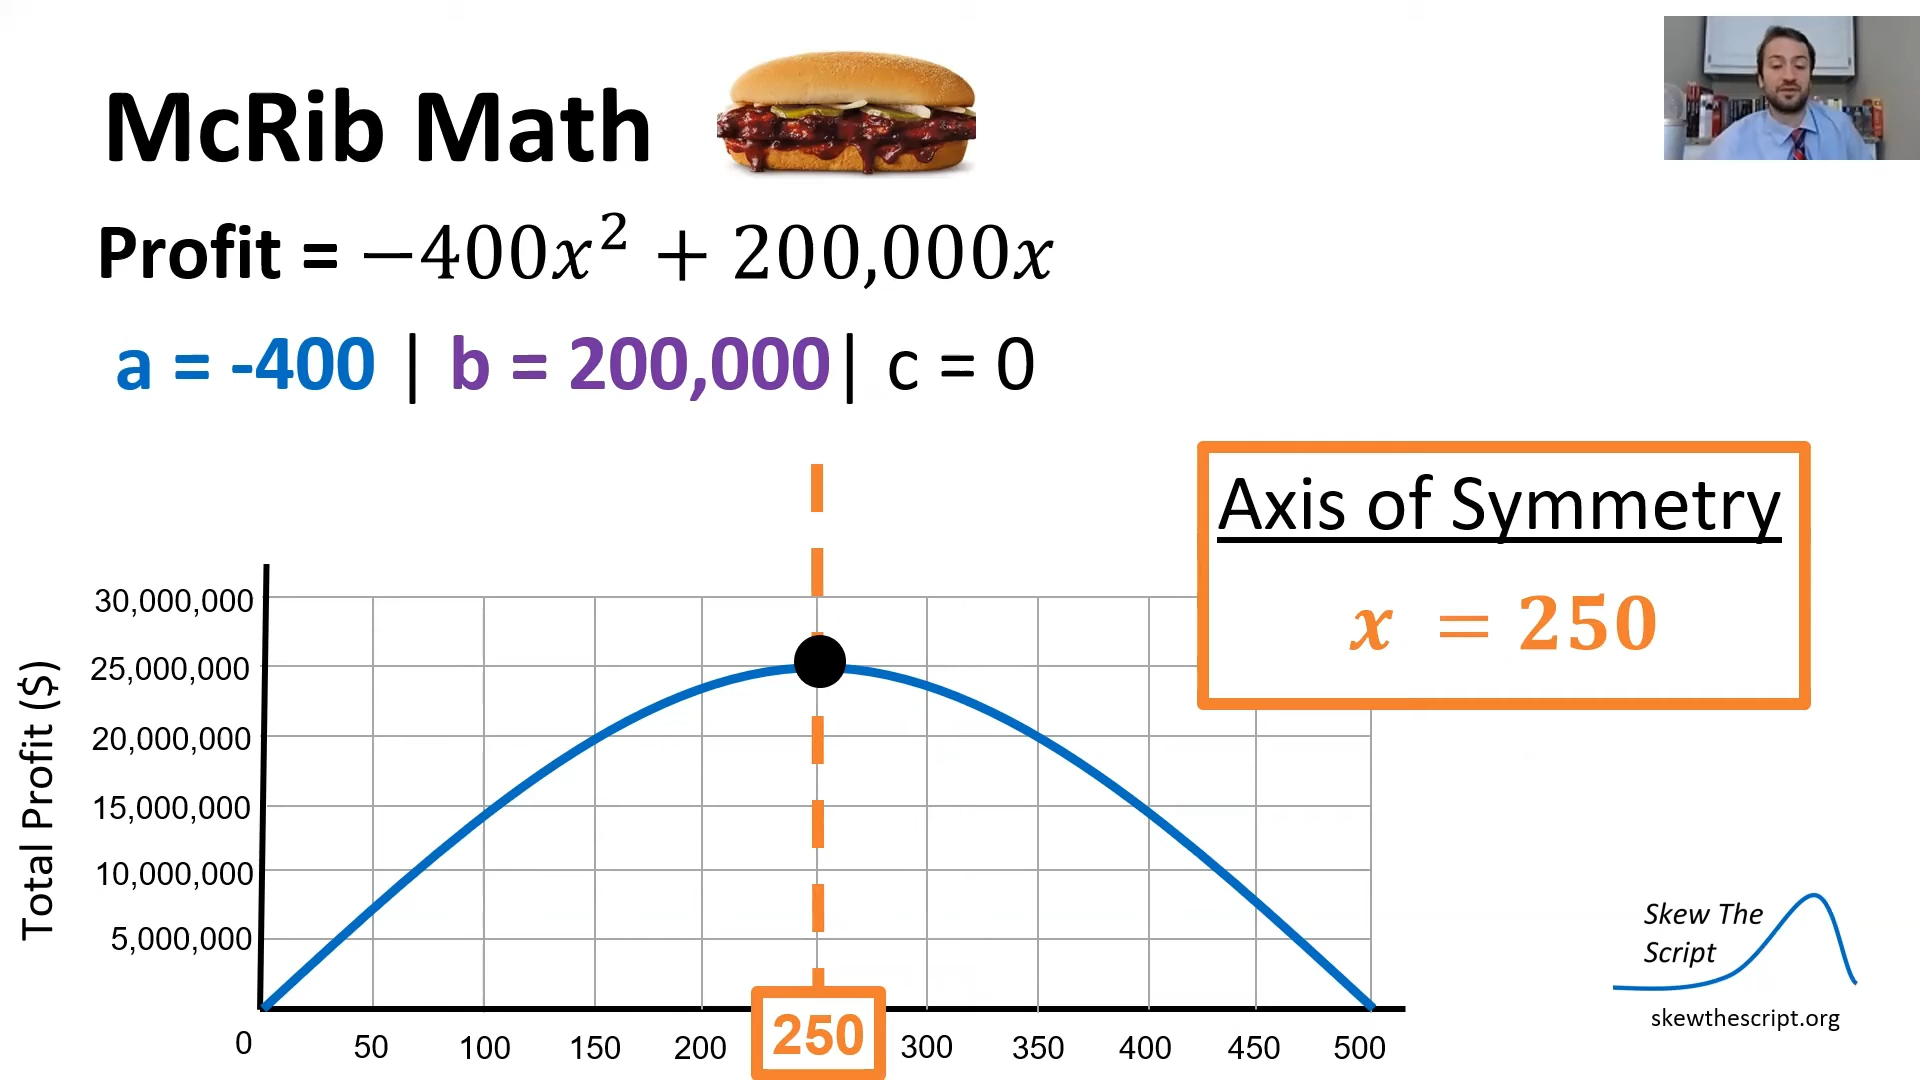 McRib Math
Profit = −400x² + 200,000x
a = -400 | b = 200,000 | c = 0
Axis of Symmetry
x = 250
Total Profit ($)
30,000,000
25,000,000
20,000,000
15,000,000
10,000,000
5,000,000
0 50 100 150 200 250 300 350 400 450 500
Skew The
Script
skewthescript.org